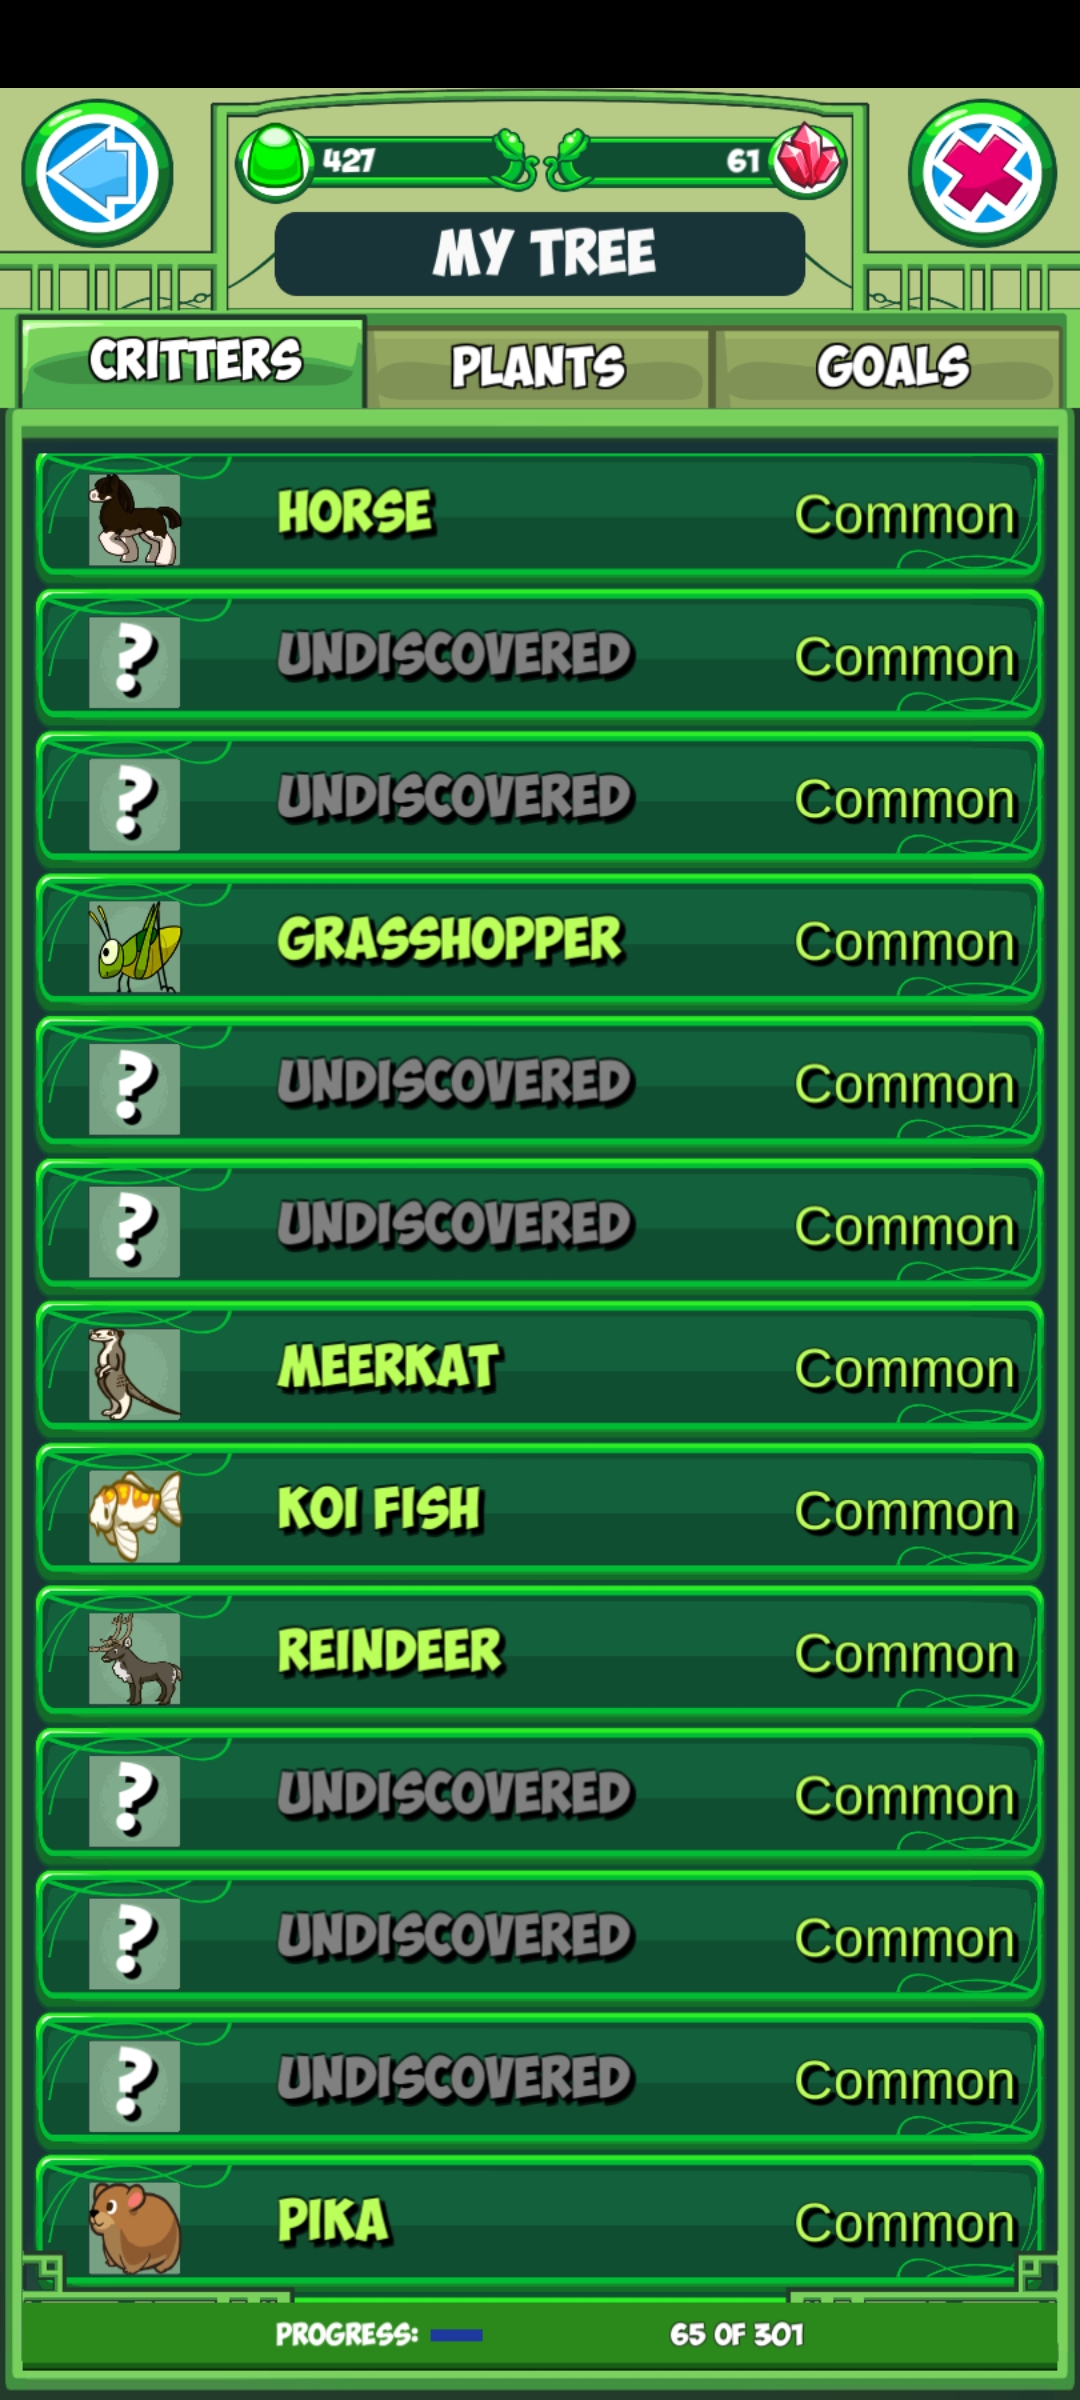 427
61
MY TREE
CRITTERS PLANTS GOALS
HORSE Common
? UNDISCOVERED Common
? UNDISCOVERED Common
GRASSHOPPER Common
? UNDISCOVERED Common
? UNDISCOVERED Common
MEERKAT Common
KOI FISH Common
REINDEER Common
? UNDISCOVERED Common
? UNDISCOVERED Common
? UNDISCOVERED Common
PIKA Common
PROGRESS: 65 OF 301